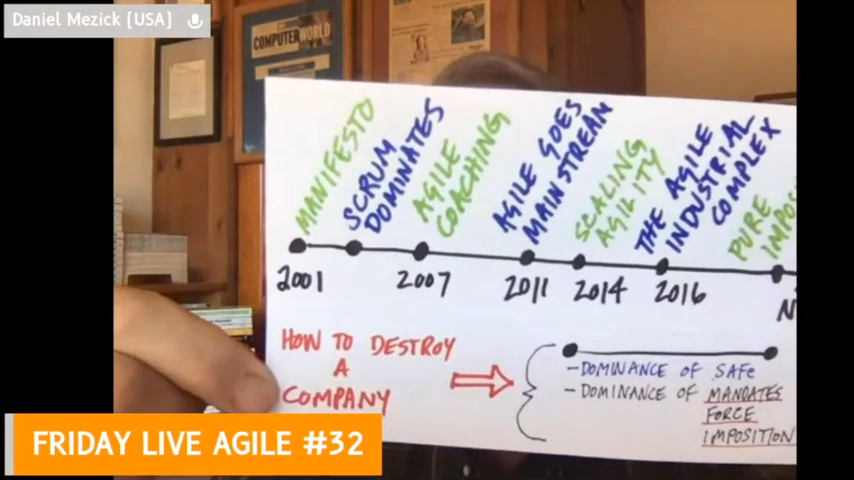 Daniel Mezick [USA]
COMPUTERWORLD
MANIFESTO
SCRUM
DOMINATES
AGILE
COACHING
AGILE GOES
MAINSTREAM
SCALING
AGILITY
THE AGILE
INDUSTRIAL
COMPLEX
PURE
2001
2007
2011
2014
2016
HOW TO DESTROY
A
COMPANY
-DOMINANCE OF SAFe
-DOMINANCE OF MANDATES
FORCE
IMPOSITION
FRIDAY LIVE AGILE #32